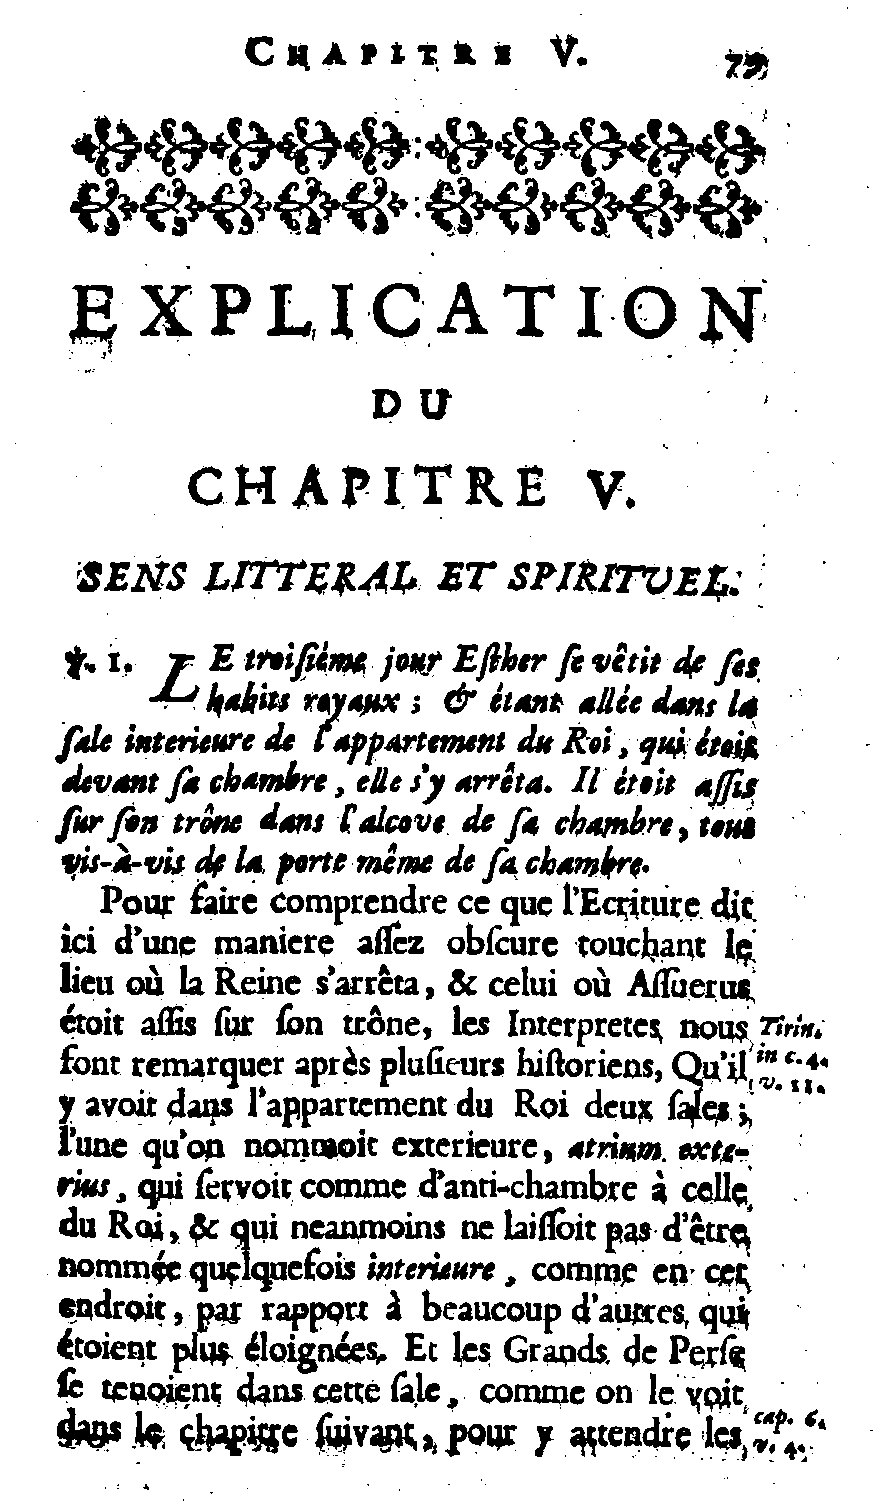 CHAPITRE V. 79
EXPLICATION
DU
CHAPITRE V.
SENS LITTERAL ET SPIRITUEL.
℣. 1. LE troisiéme jour Esther se vêtit de ses
habits royaux ; & étant allée dans la
sale interieure de l'appartement du Roi, qui étoit
devant sa chambre, elle s'y arrêta. Il étoit assis
sur son trône dans l'alcove de sa chambre, tout
vis-à-vis de la porte même de sa chambre.
Pour faire comprendre ce que l'Ecriture dit
ici d'une maniere assez obscure touchant le
lieu où la Reine s'arrêta, & celui où Assuerus
étoit assis sur son trône, les Interpretes nous
font remarquer après plusieurs historiens, Qu'il
y avoit dans l'appartement du Roi deux sales ;
l'une qu'on nommoit exterieure, atrium exte-
rius, qui servoit comme d'anti-chambre à celle
du Roi, & qui neanmoins ne laissoit pas d'être
nommée quelquefois interieure, comme en cet
endroit, par rapport à beaucoup d'autres qui
étoient plus éloignées. Et les Grands de Perse
se tenoient dans cette sale, comme on le voit
dans le chapitre suivant, pour y attendre les
Tirin.
in c. 4.
v. 11.
cap. 6.
v. 4.